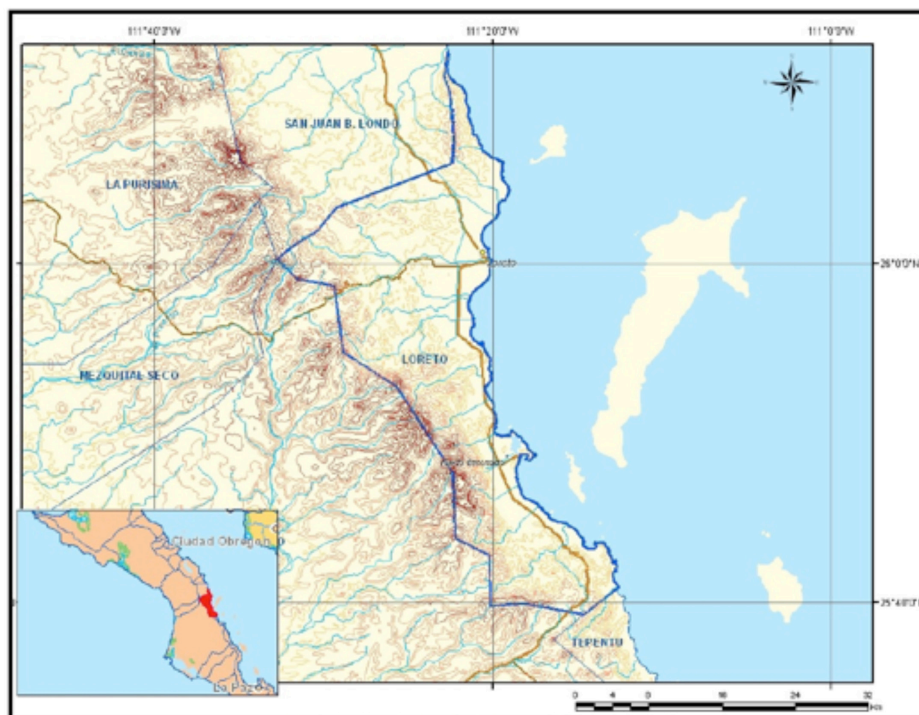 111°40'0"W 111°20'0"W 111°0'0"W
SAN JUAN B. LONDO
LA PURISIMA
26°0'0"N
LORETO
MEZQUITAL SECO
Ciudad Obregon
25°40'0"N
TEPENTU
La Paz
0 4 8 16 24 32
Km